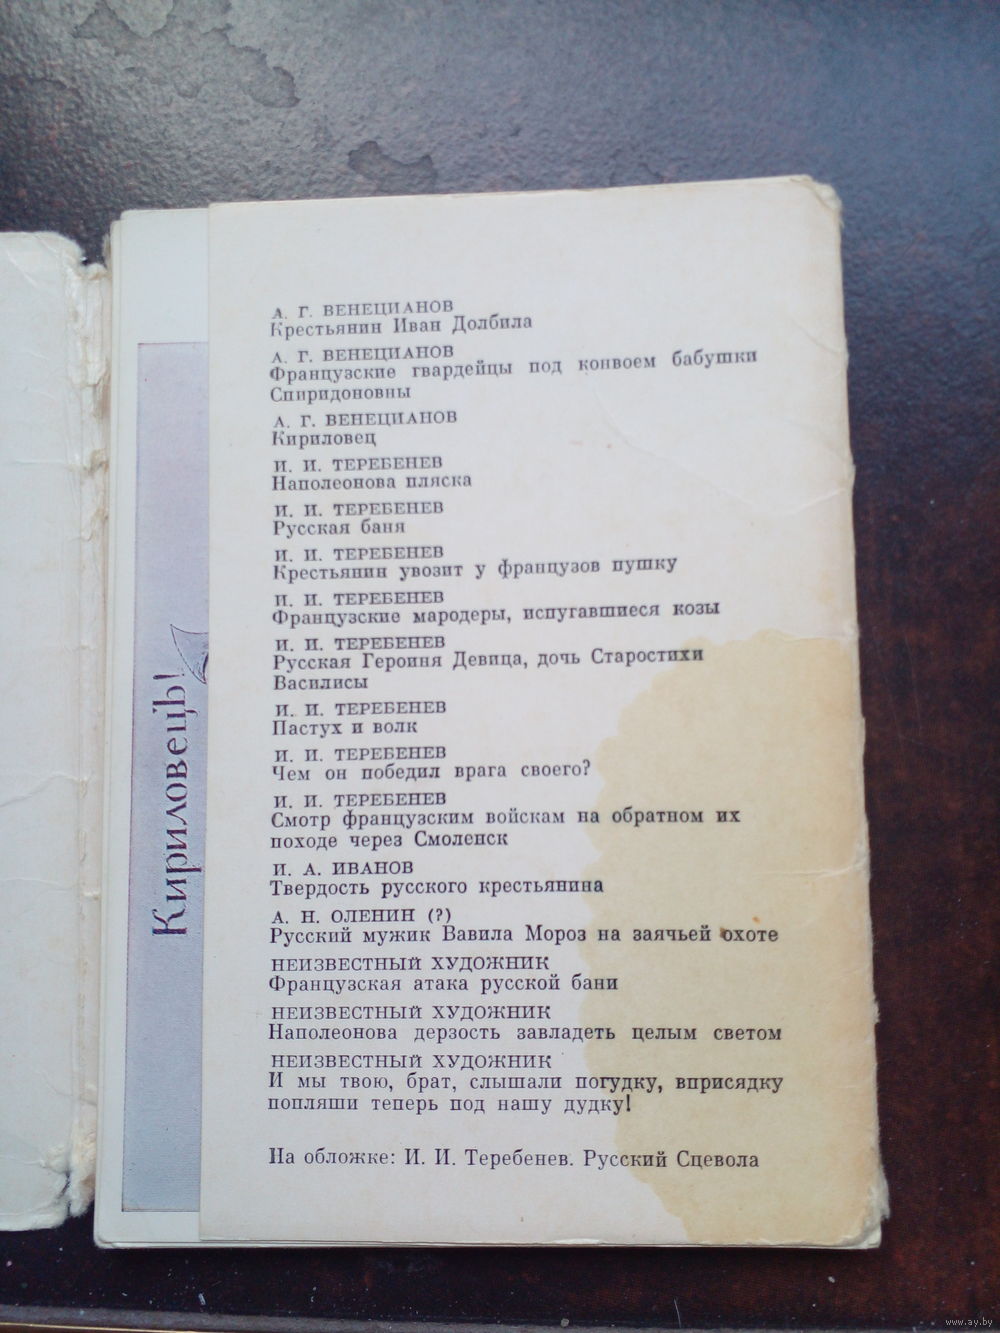 А. Г. ВЕНЕЦИАНОВ
Крестьянин Иван Долбила
А. Г. ВЕНЕЦИАНОВ
Французские гвардейцы под конвоем бабушки
Спиридоновны
А. Г. ВЕНЕЦИАНОВ
Кириловец
И. И. ТЕРЕБЕНЕВ
Наполеонова пляска
И. И. ТЕРЕБЕНЕВ
Русская баня
И. И. ТЕРЕБЕНЕВ
Крестьянин увозит у французов пушку
И. И. ТЕРЕБЕНЕВ
Французские мародеры, испугавшиеся козы
И. И. ТЕРЕБЕНЕВ
Русская Героиня Девица, дочь Старостихи
Василисы
И. И. ТЕРЕБЕНЕВ
Пастух и волк
И. И. ТЕРЕБЕНЕВ
Чем он победил врага своего?
И. И. ТЕРЕБЕНЕВ
Смотр французским войскам на обратном их
походе через Смоленск
И. А. ИВАНОВ
Твердость русского крестьянина
А. Н. ОЛЕНИН (?)
Русский мужик Вавила Мороз на заячьей охоте
НЕИЗВЕСТНЫЙ ХУДОЖНИК
Французская атака русской бани
НЕИЗВЕСТНЫЙ ХУДОЖНИК
Наполеонова дерзость завладеть целым светом
НЕИЗВЕСТНЫЙ ХУДОЖНИК
И мы твою, брат, слышали погудку, вприсядку
попляши теперь под нашу дудку!
На обложке: И. И. Теребенев. Русский Сцевола
Кириловецъ!
www.ay.by